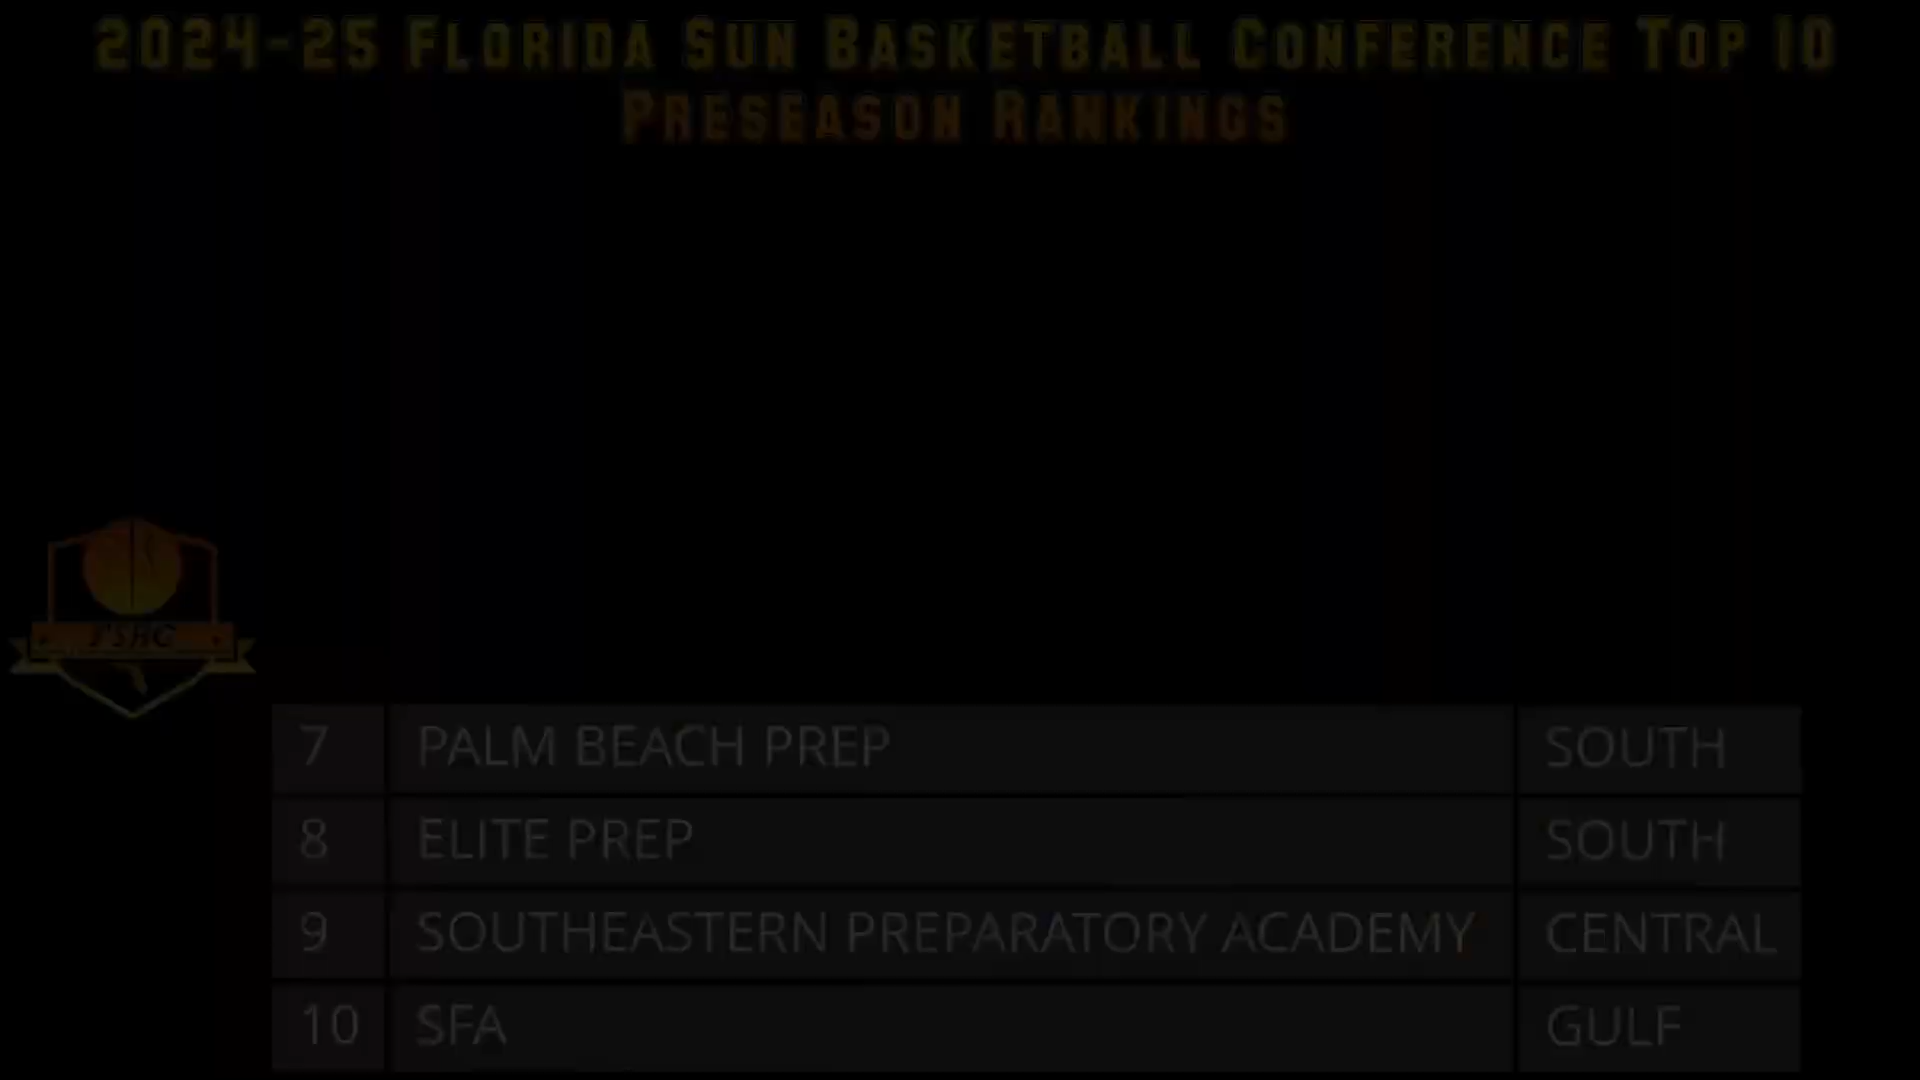 2024-25 Florida Sun Basketball Conference Top 10
Preseason Rankings
7 PALM BEACH PREP SOUTH
8 ELITE PREP SOUTH
9 SOUTHEASTERN PREPARATORY ACADEMY CENTRAL
10 SFA GULF